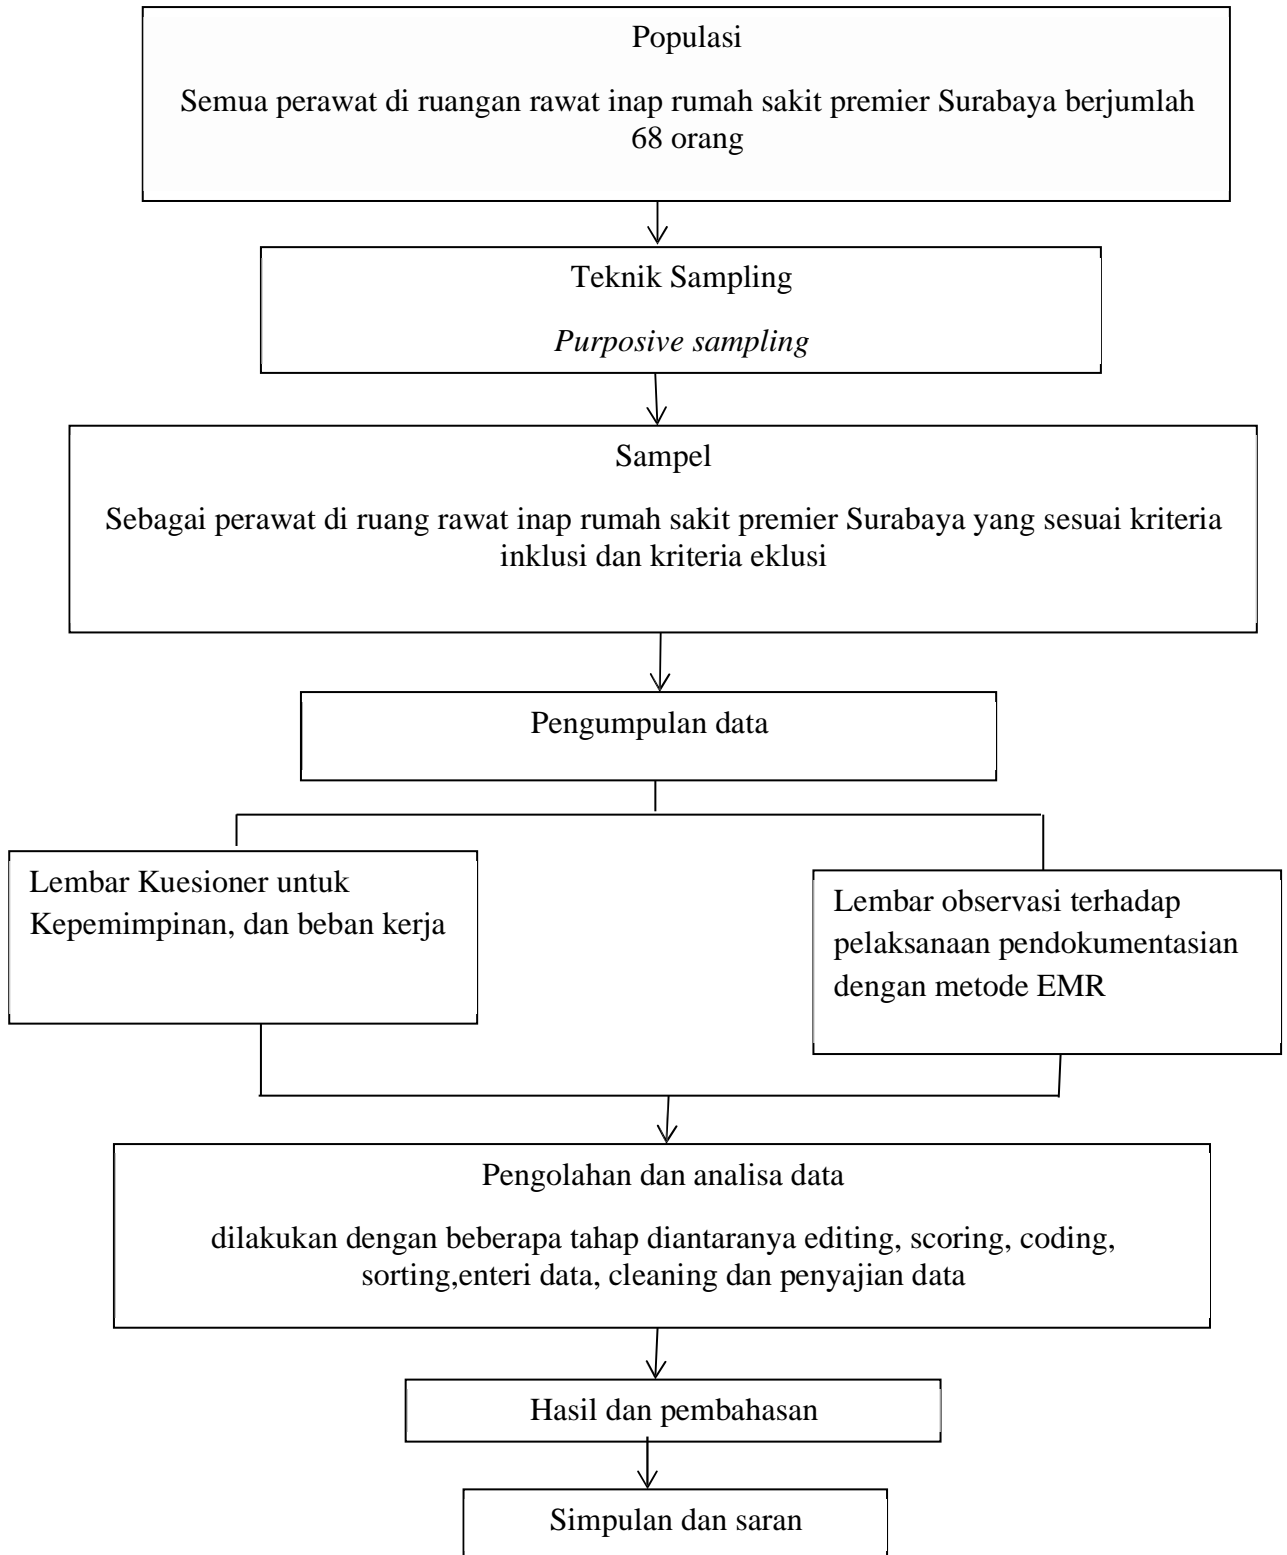 Populasi
Semua perawat di ruangan rawat inap rumah sakit premier Surabaya berjumlah
68 orang
Teknik Sampling
Purposive sampling
Sampel
Sebagai perawat di ruang rawat inap rumah sakit premier Surabaya yang sesuai kriteria
inklusi dan kriteria eklusi
Pengumpulan data
Lembar Kuesioner untuk
Kepemimpinan, dan beban kerja
Lembar observasi terhadap
pelaksanaan pendokumentasian
dengan metode EMR
Pengolahan dan analisa data
dilakukan dengan beberapa tahap diantaranya editing, scoring, coding,
sorting,enteri data, cleaning dan penyajian data
Hasil dan pembahasan
Simpulan dan saran